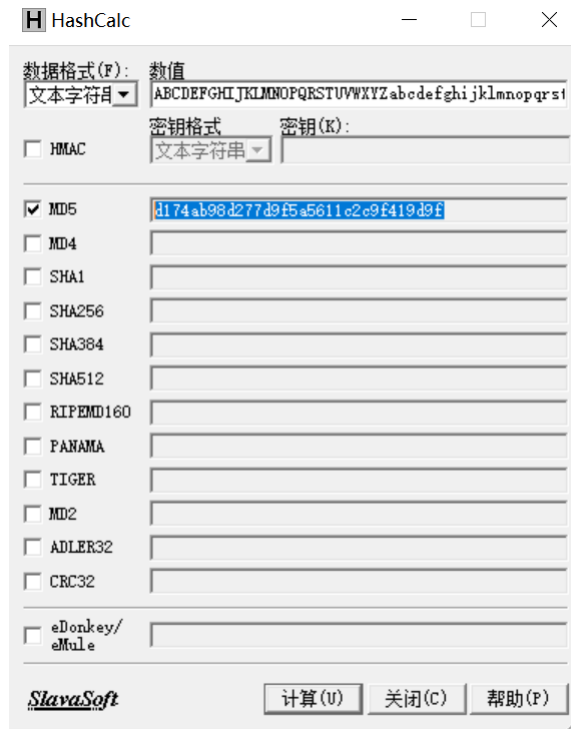 HashCalc
数据格式(F): 数值
文本字符串 ABCDEFGHIJKLMNOPQRSTUVWXYZabcdefghijklmnopqrst
密钥格式 密钥(K):
HMAC 文本字符串
MD5 d174ab98d277d9f5a5611c2c9f419d9f
MD4
SHA1
SHA256
SHA384
SHA512
RIPEMD160
PANAMA
TIGER
MD2
ADLER32
CRC32
eDonkey/
eMule
SlavaSoft 计算(U) 关闭(C) 帮助(P)